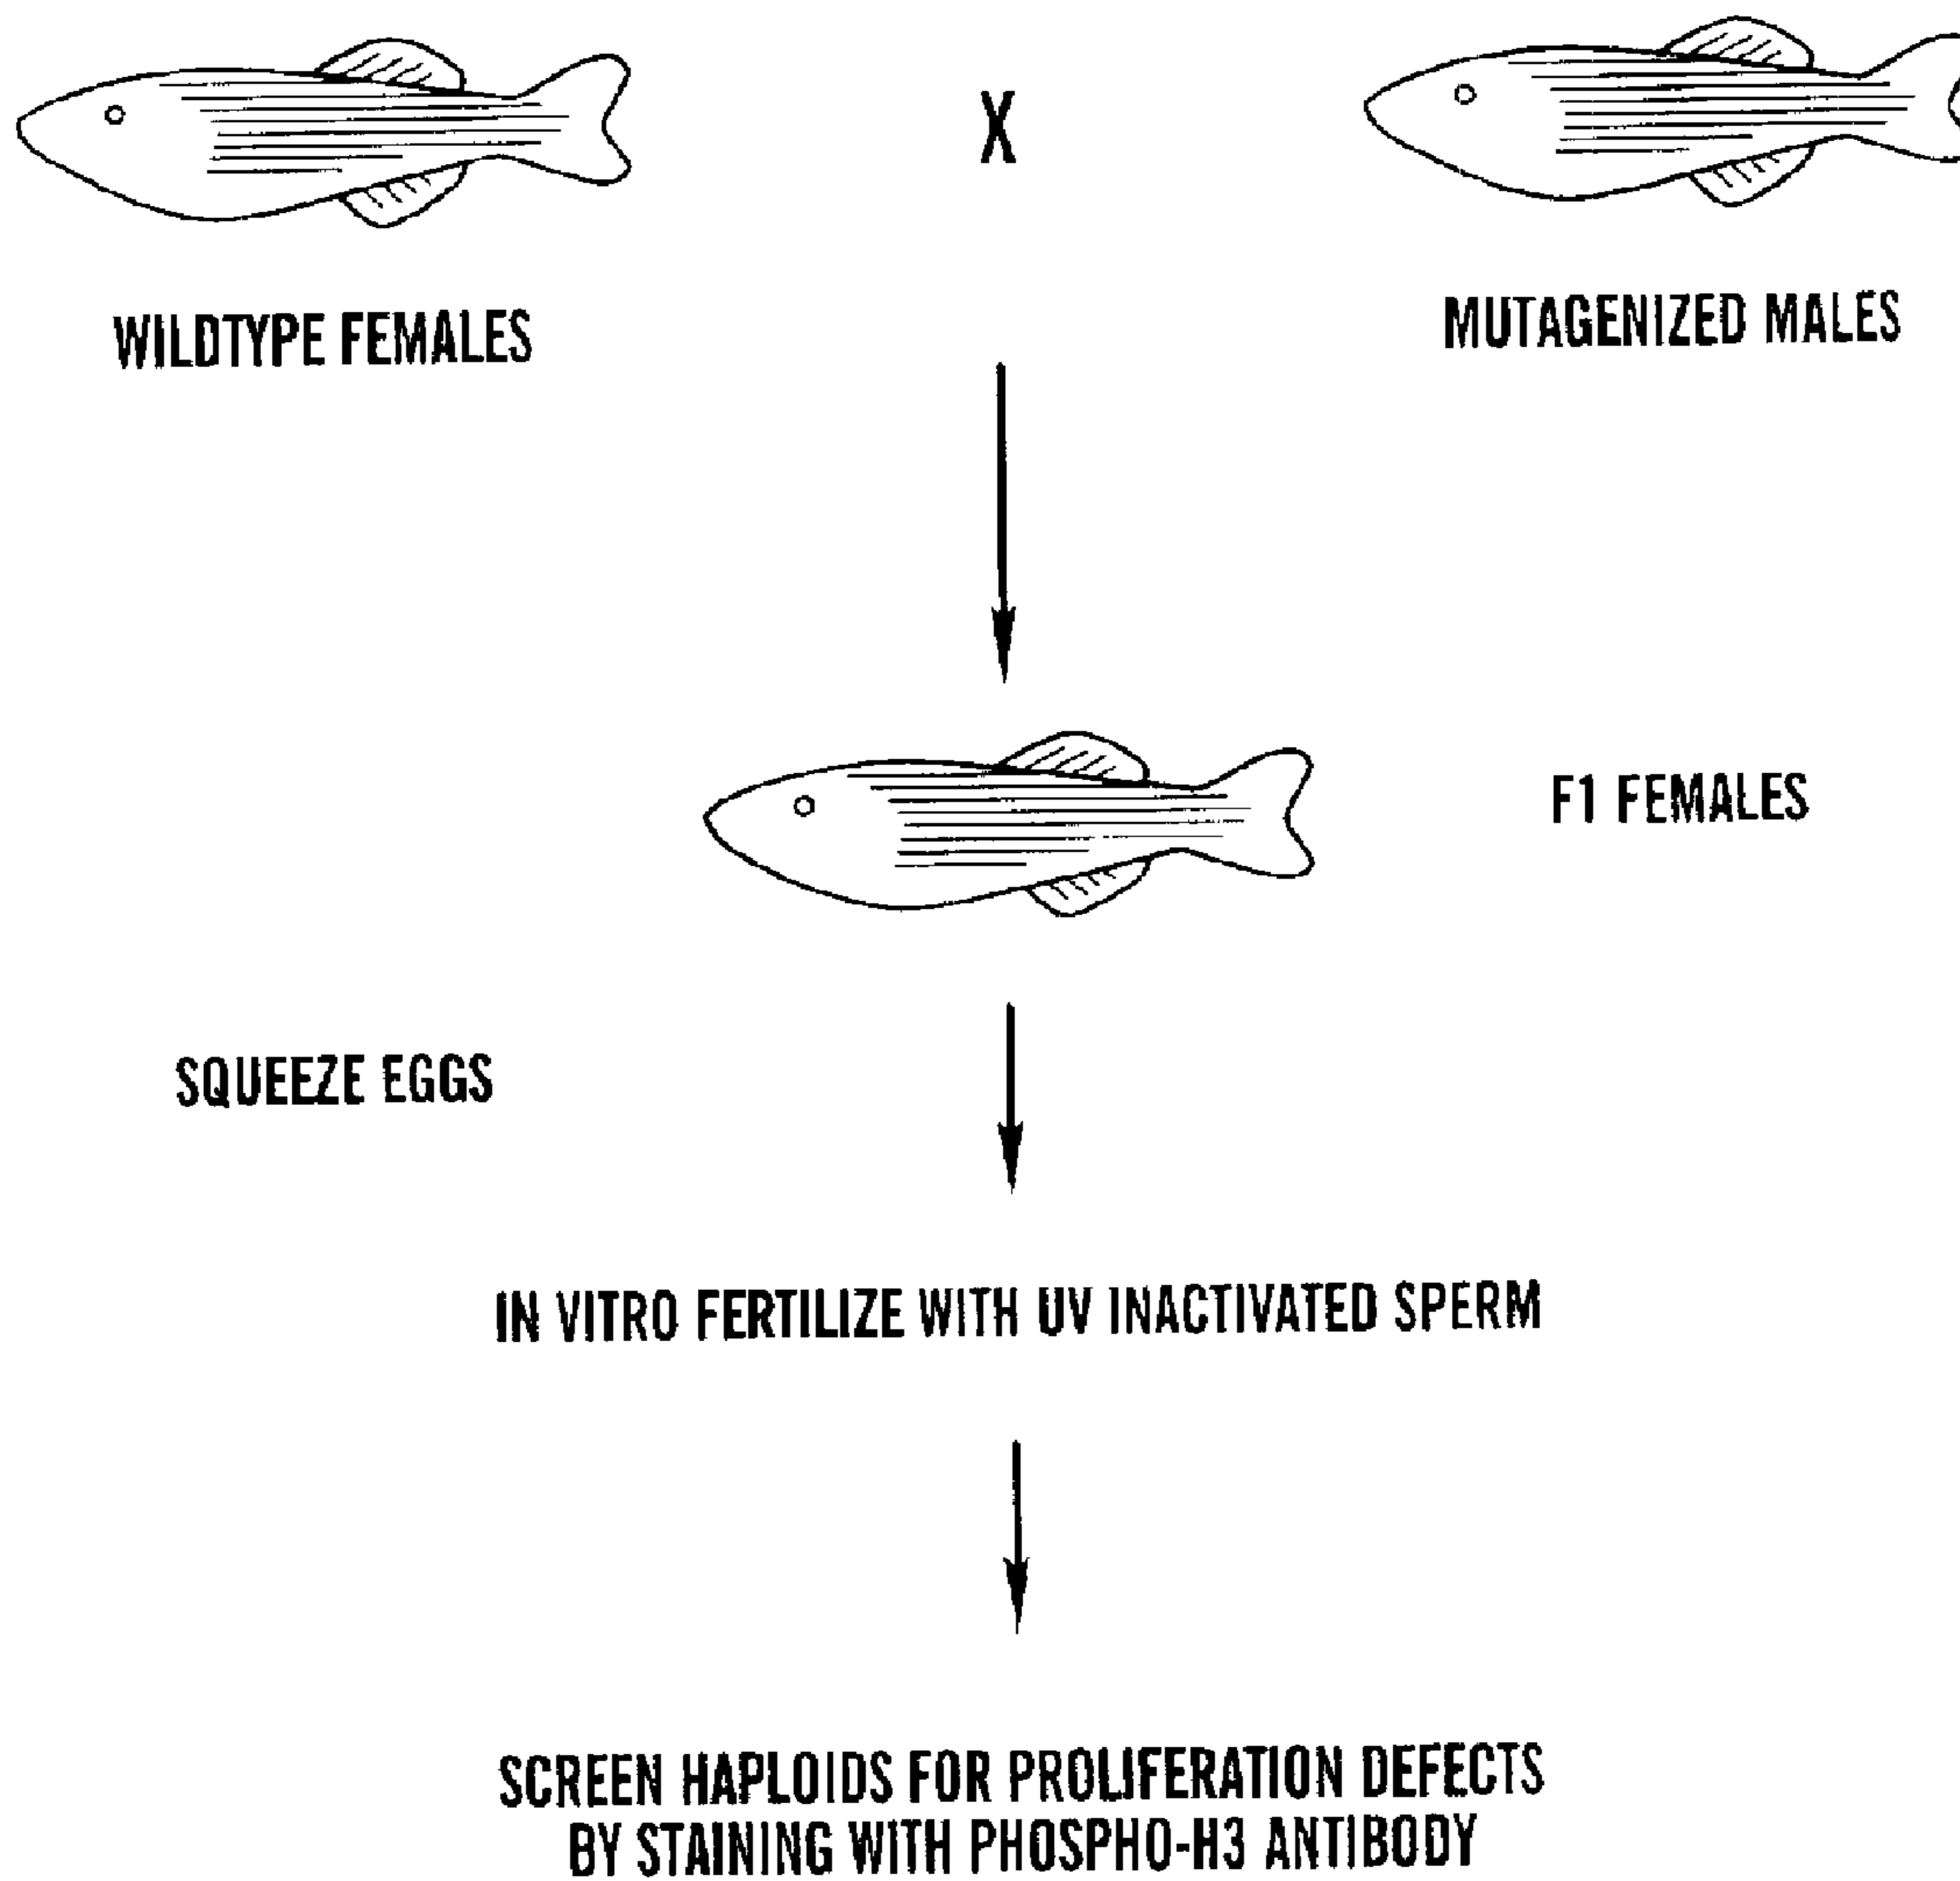 X
WILDTYPE FEMALES
MUTAGENIZED MALES
F1 FEMALES
SQUEEZE EGGS
IN VITRO FERTILIZE WITH UV INACTIVATED SPERM
SCREEN HAPLOIDS FOR PROLIFERATION DEFECTS
BY STAINING WITH PHOSPHO-H3 ANTIBODY